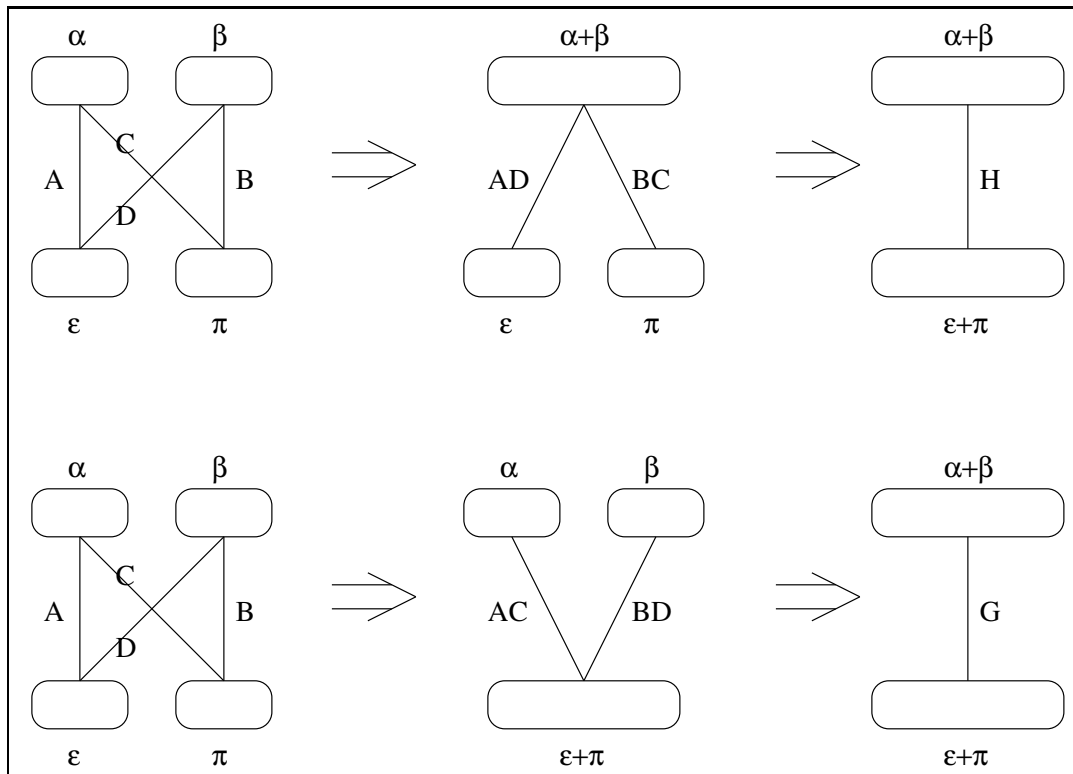 α β α+β α+β
C
A B AD BC H
D
ε π ε π ε+π
α β α β α+β
C
A B AC BD G
D
ε π ε+π ε+π